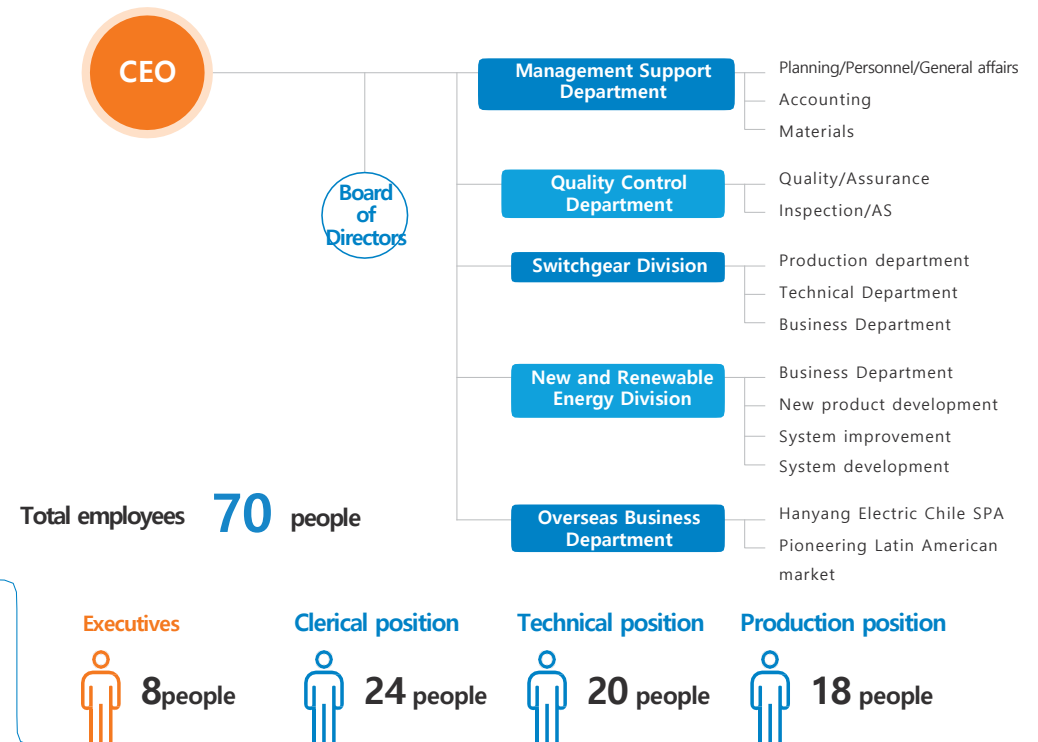 CEO
Board
of
Directors
Management Support
Department
Planning/Personnel/General affairs
Accounting
Materials
Quality Control
Department
Quality/Assurance
Inspection/AS
Switchgear Division
Production department
Technical Department
Business Department
New and Renewable
Energy Division
Business Department
New product development
System improvement
System development
Overseas Business
Department
Hanyang Electric Chile SPA
Pioneering Latin American
market
Total employees 70 people
Executives
8people
Clerical position
24 people
Technical position
20 people
Production position
18 people